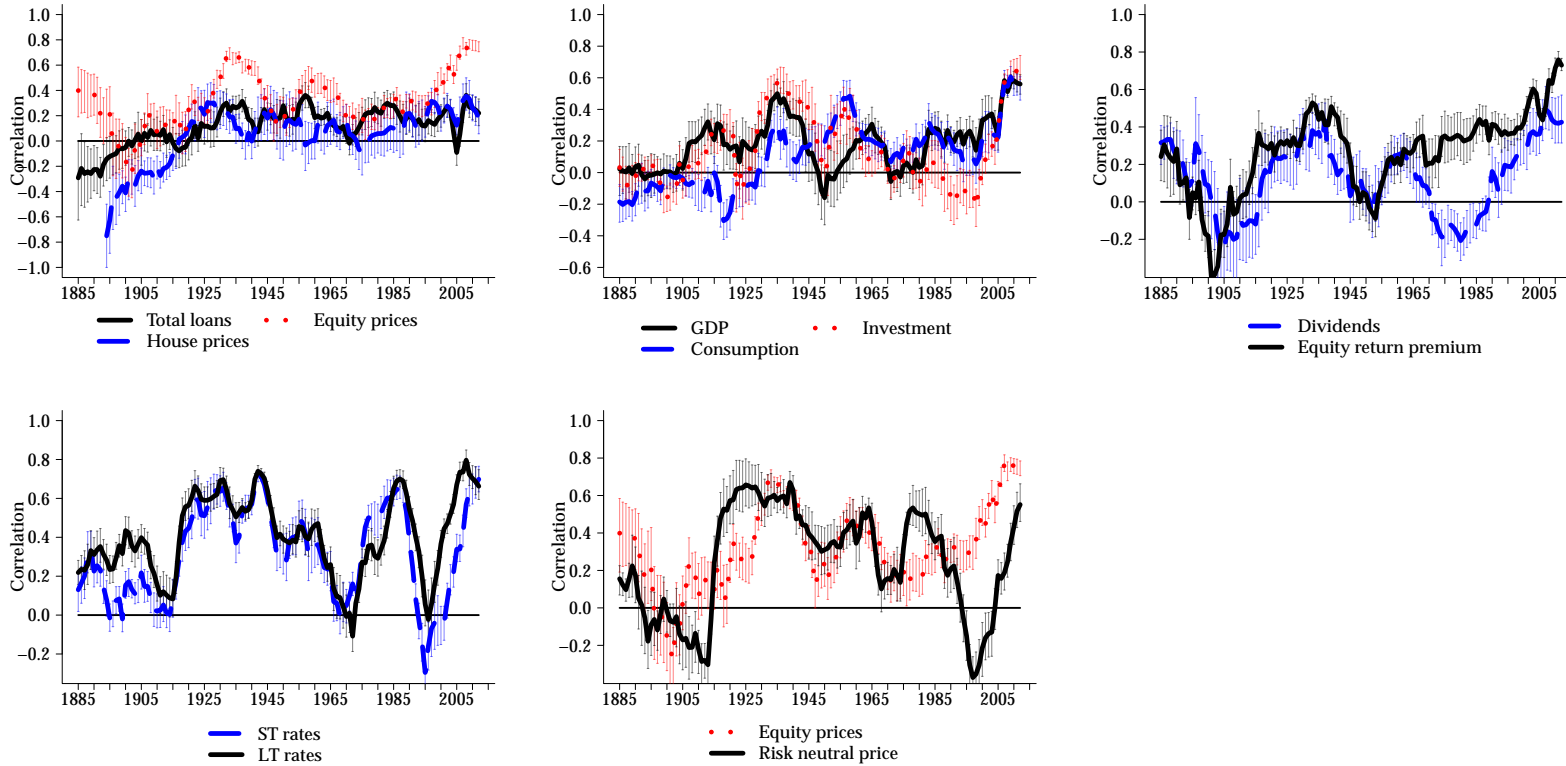 1.0
0.8
0.6
0.4
0.2
0.0
−0.2
−0.4
−0.6
−0.8
−1.0
Correlation
1885 1905 1925 1945 1965 1985 2005
Total loans
Equity prices
House prices
1.0
0.8
0.6
0.4
0.2
0.0
−0.2
0.4
−0.6
Correlation
1885 1905 1925 1945 1965 1985 2005
GDP
Investment
Consumption
1.0
0.8
0.6
0.4
0.2
0.0
−0.2
Correlation
1885 1905 1925 1945 1965 1985 2005
Dividends
Equity return premium
1.0
0.8
0.6
0.4
0.2
0.0
−0.2
Correlation
1885 1905 1925 1945 1965 1985 2005
ST rates
LT rates
1.0
0.8
0.6
0.4
0.2
0.0
−0.2
Correlation
1885 1905 1925 1945 1965 1985 2005
Equity prices
Risk neutral price